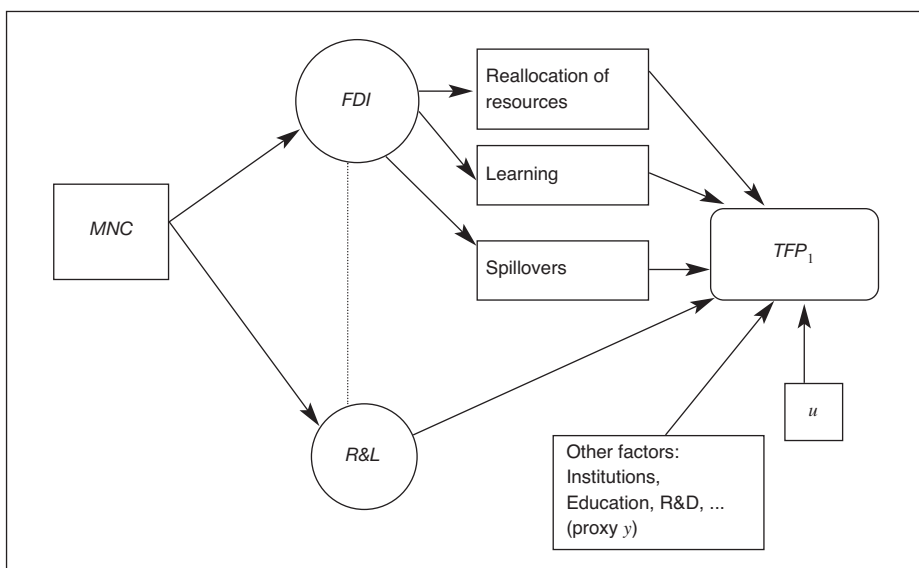 FDI
Reallocation of
resources
Learning
MNC
Spillovers
TFP1
R&L
u
Other factors:
Institutions,
Education, R&D, ...
(proxy y)